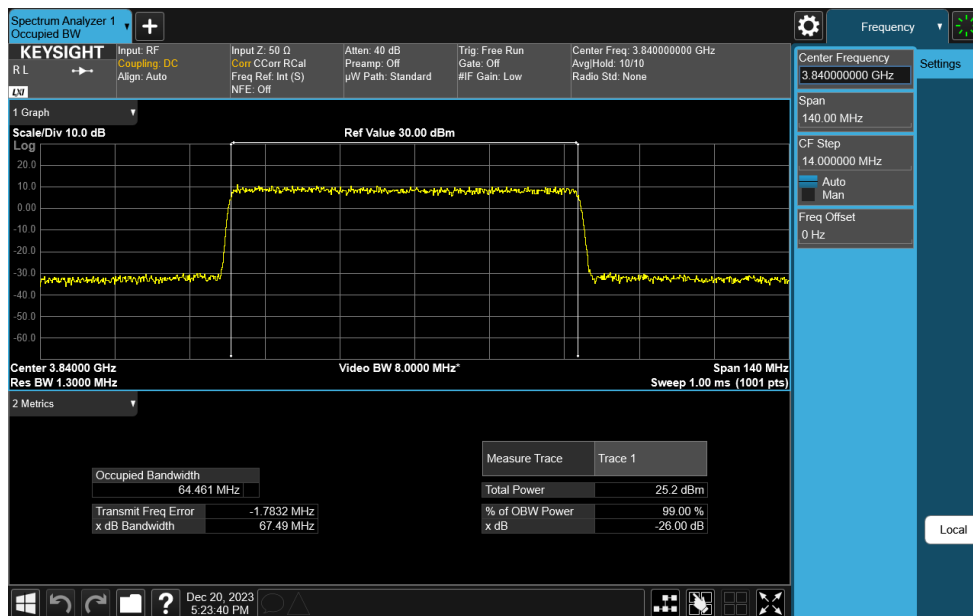 Spectrum Analyzer 1
Occupied BW
+
Frequency
KEYSIGHT
R L
LXI
Input: RF
Coupling: DC
Align: Auto
Input Z: 50 Ω
Corr CCorr RCal
Freq Ref: Int (S)
NFE: Off
Atten: 40 dB
Preamp: Off
µW Path: Standard
Trig: Free Run
Gate: Off
#IF Gain: Low
Center Freq: 3.840000000 GHz
Avg|Hold: 10/10
Radio Std: None
Center Frequency
3.840000000 GHz
Settings
Span
140.00 MHz
CF Step
14.000000 MHz
Auto
Man
Freq Offset
0 Hz
Local
1 Graph
Scale/Div 10.0 dB
Ref Value 30.00 dBm
Log
20.0
10.0
0.00
-10.0
-20.0
-30.0
-40.0
-50.0
-60.0
Center 3.84000 GHz
Video BW 8.0000 MHz*
Span 140 MHz
Res BW 1.3000 MHz
Sweep 1.00 ms (1001 pts)
2 Metrics
Measure Trace Trace 1
Occupied Bandwidth
64.461 MHz
Total Power 25.2 dBm
Transmit Freq Error -1.7832 MHz
% of OBW Power 99.00 %
x dB Bandwidth 67.49 MHz
x dB -26.00 dB
?
Dec 20, 2023
5:23:40 PM